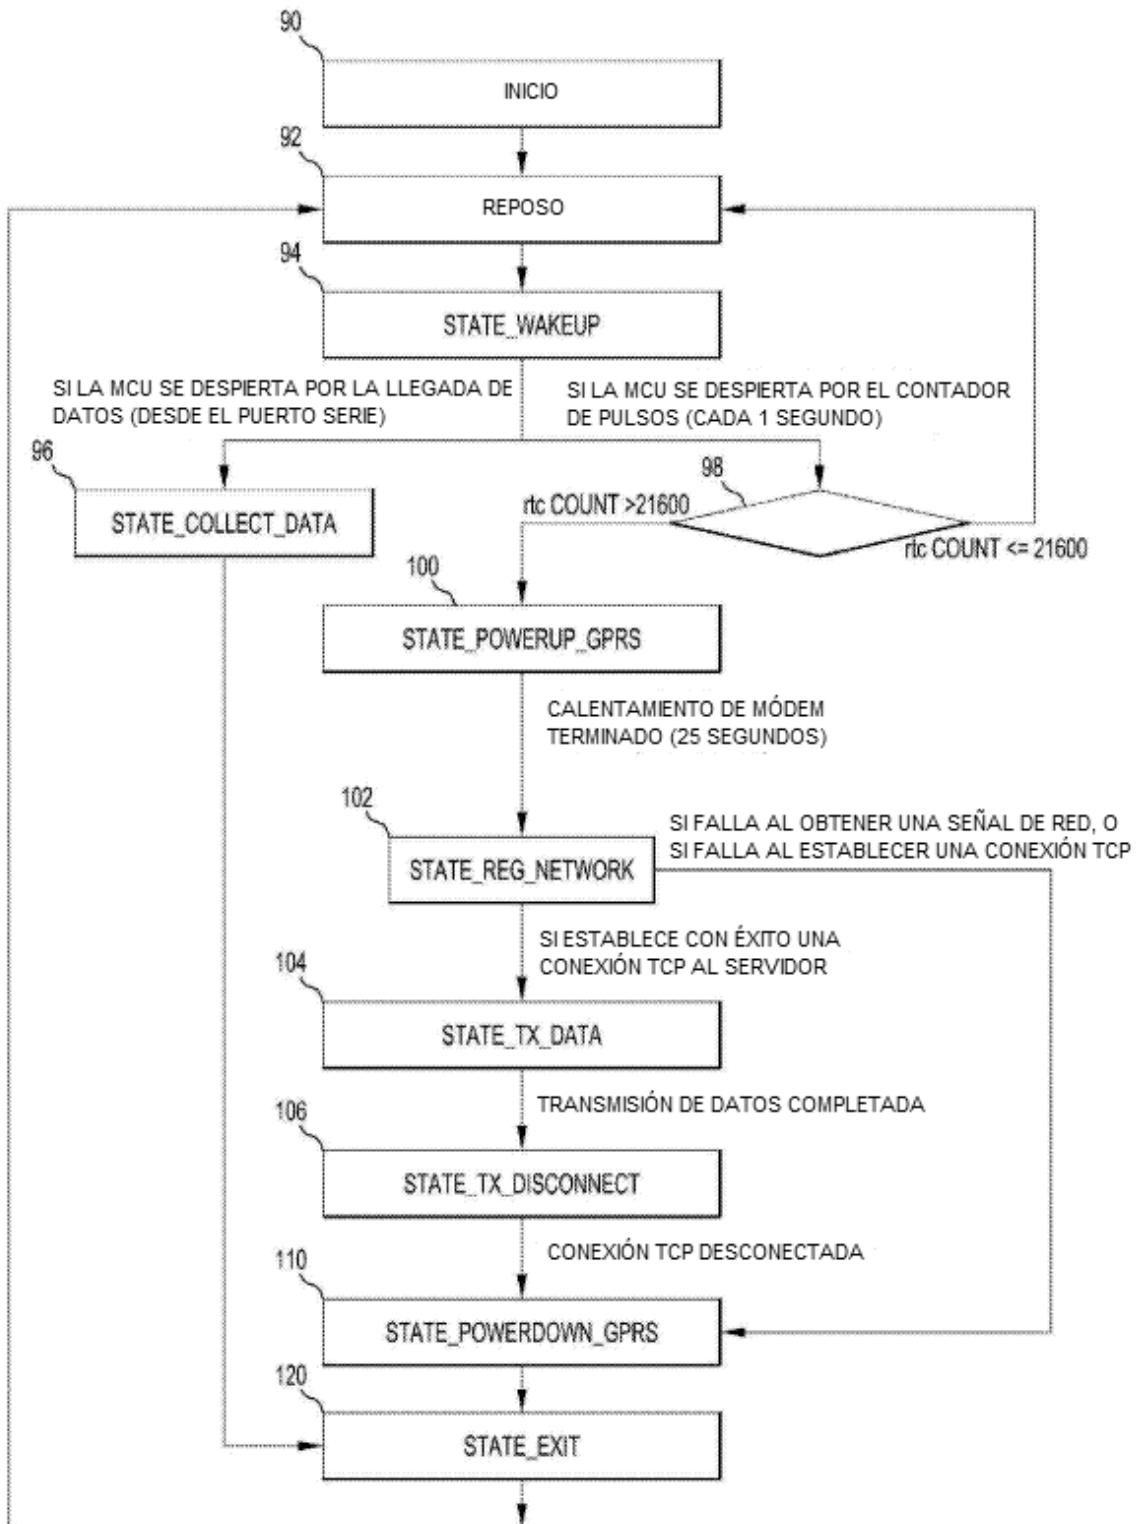 90
INICIO
92
REPOSO
94
STATE_WAKEUP
SI LA MCU SE DESPIERTA POR LA LLEGADA DE
DATOS (DESDE EL PUERTO SERIE)
SI LA MCU SE DESPIERTA POR EL CONTADOR
DE PULSOS (CADA 1 SEGUNDO)
96
STATE_COLLECT_DATA
98
rtc COUNT >21600
rtc COUNT <= 21600
100
STATE_POWERUP_GPRS
CALENTAMIENTO DE MÓDEM
TERMINADO (25 SEGUNDOS)
102
STATE_REG_NETWORK
SI FALLA AL OBTENER UNA SEÑAL DE RED, O
SI FALLA AL ESTABLECER UNA CONEXIÓN TCP
SI ESTABLECE CON ÉXITO UNA
CONEXIÓN TCP AL SERVIDOR
104
STATE_TX_DATA
TRANSMISIÓN DE DATOS COMPLETADA
106
STATE_TX_DISCONNECT
CONEXIÓN TCP DESCONECTADA
110
STATE_POWERDOWN_GPRS
120
STATE_EXIT